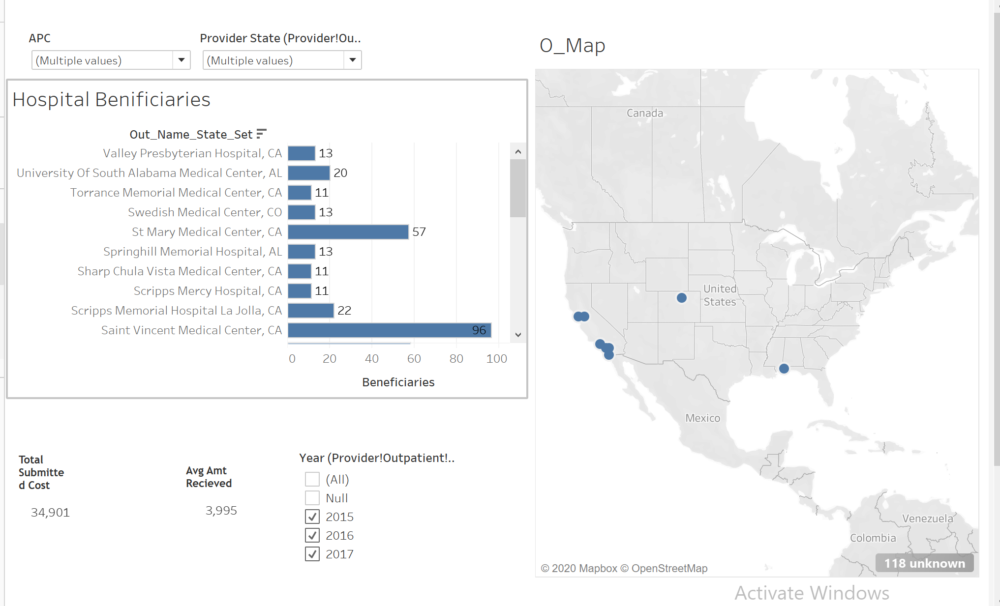 APC
Provider State (Provider!Ou..
(Multiple values)
(Multiple values)
Hospital Benificiaries
Out_Name_State_Set
Valley Presbyterian Hospital, CA 13
University Of South Alabama Medical Center, AL 20
Torrance Memorial Medical Center, CA 11
Swedish Medical Center, CO 13
St Mary Medical Center, CA 57
Springhill Memorial Hospital, AL 13
Sharp Chula Vista Medical Center, CA 11
Scripps Mercy Hospital, CA 11
Scripps Memorial Hospital La Jolla, CA 22
Saint Vincent Medical Center, CA 96
0 20 40 60 80 100
Beneficiaries
Total
Submitte
d Cost
34,901
Avg Amt
Recieved
3,995
Year (Provider!Outpatient!..
(All)
Null
2015
2016
2017
O_Map
Canada
United
States
Mexico
Venezuela
Colombia
118 unknown
© 2020 Mapbox © OpenStreetMap
Activate Windows